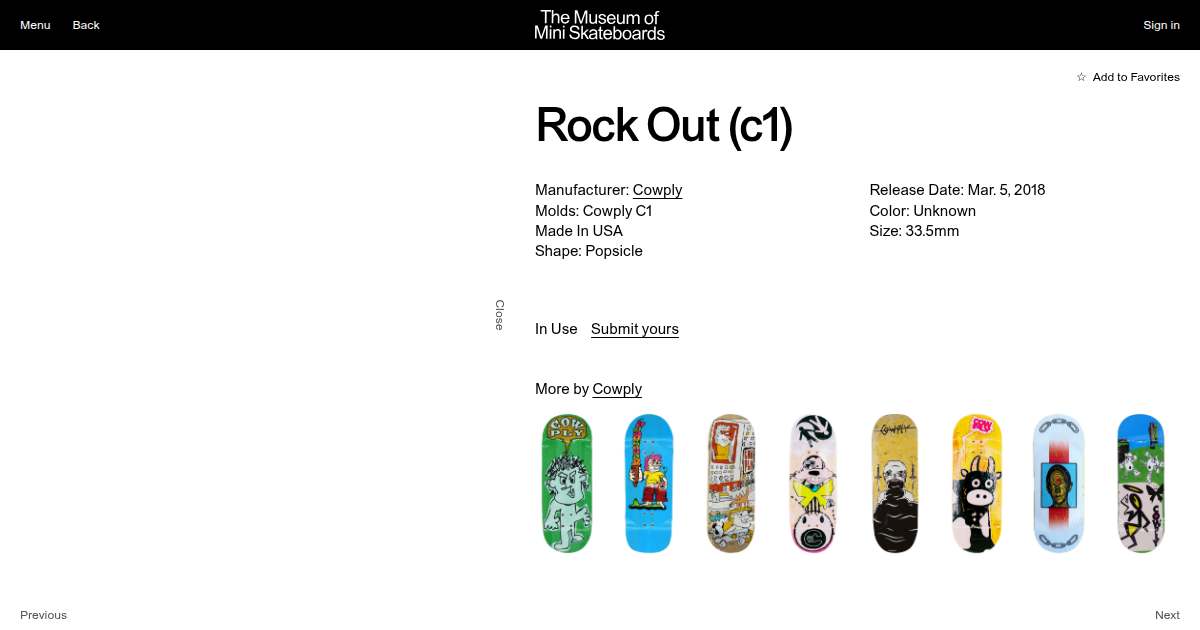 Menu Back
The Museum of
Mini Skateboards
Sign in
☆ Add to Favorites
Rock Out (c1)
Manufacturer: Cowply
Molds: Cowply C1
Made In USA
Shape: Popsicle
Release Date: Mar. 5, 2018
Color: Unknown
Size: 33.5mm
Close
In Use Submit yours
More by Cowply
COW
PLY
Previous
Next